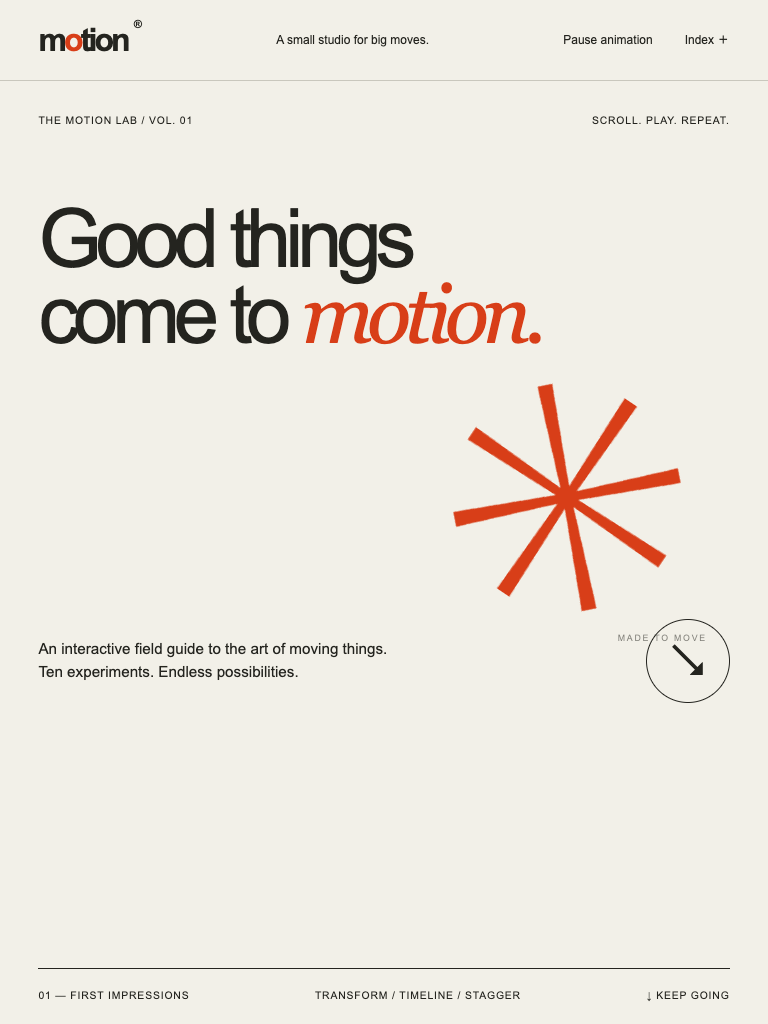 motion®
A small studio for big moves.
Pause animation
Index +
THE MOTION LAB / VOL. 01
SCROLL. PLAY. REPEAT.
Good things
come to motion.
MADE TO MOVE
An interactive field guide to the art of moving things.
Ten experiments. Endless possibilities.
01 — FIRST IMPRESSIONS
TRANSFORM / TIMELINE / STAGGER
↓ KEEP GOING